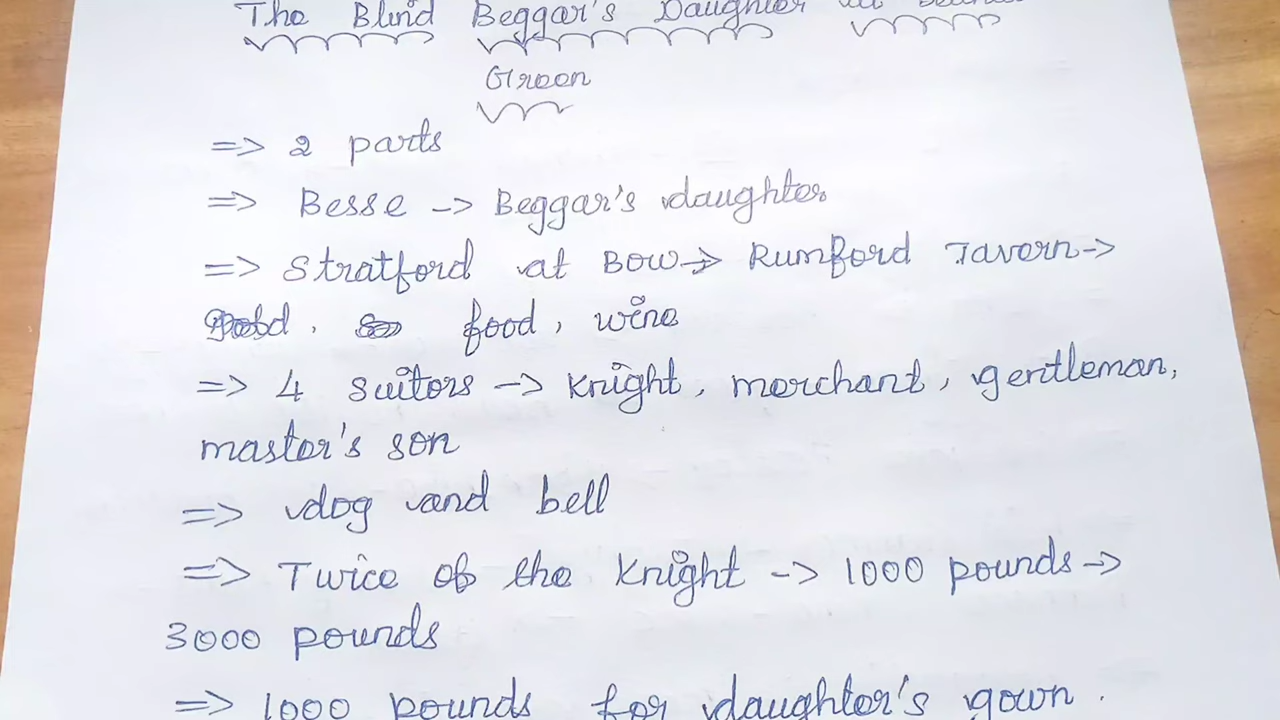 The Blind Beggar's Daughter
Green
=> 2 parts
=> Besse -> Beggar's daughter
=> Stratford at Bow -> Rumford Tavern ->
food, wine
=> 4 suitors -> Knight, merchant, gentleman,
master's son
=> dog and bell
=> Twice of the Knight -> 1000 pounds ->
3000 pounds
=> 1000 pounds for daughter's gown.